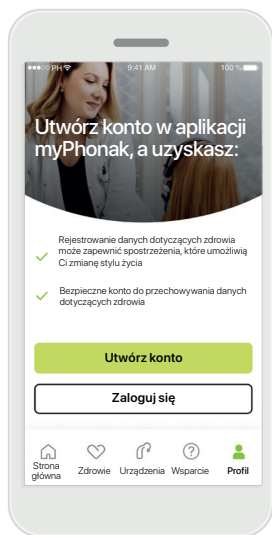 PH
9:41 AM
100 %
Utwórz konto w aplikacji
myPhonak, a uzyskasz:
Rejestrowanie danych dotyczących zdrowia
może zapewnić spostrzeżenia, które umożliwią
Ci zmianę stylu życia
Bezpieczne konto do przechowywania danych
dotyczących zdrowia
Utwórz konto
Zaloguj się
Strona
główna
Zdrowie
Urządzenia
Wsparcie
Profil